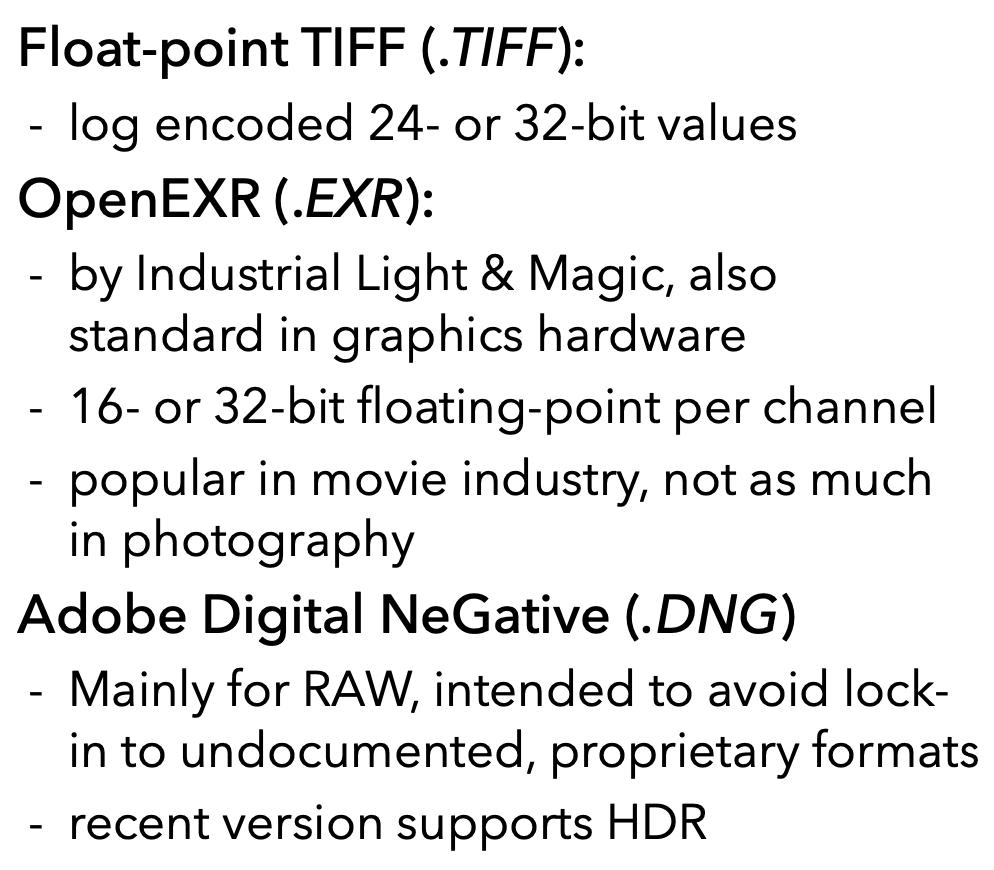 Float-point TIFF (.TIFF):
- log encoded 24- or 32-bit values
OpenEXR (.EXR):
- by Industrial Light & Magic, also
standard in graphics hardware
- 16- or 32-bit floating-point per channel
- popular in movie industry, not as much
in photography
Adobe Digital NeGative (.DNG)
- Mainly for RAW, intended to avoid lock-
in to undocumented, proprietary formats
- recent version supports HDR